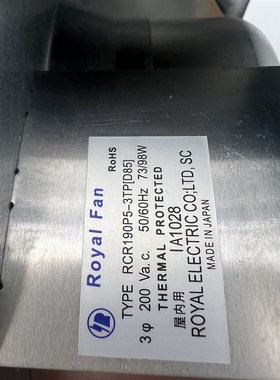 Royal Fan RoHS
TYPE RCR190P5-3TP[D85]
3 φ 200 Va.c. 50/60Hz 73/98W
THERMAL PROTECTED
屋内用 IA1028
ROYAL ELECTRIC CO;LTD, SC
MADE IN JAPAN